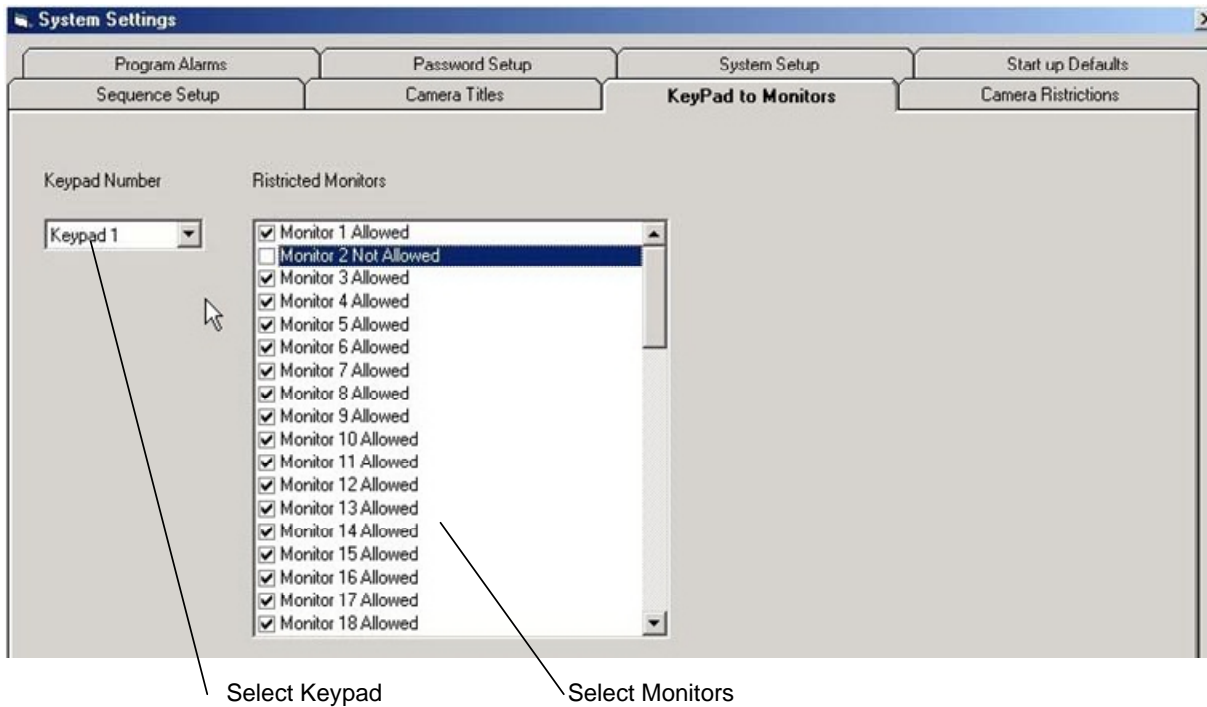 System Settings
Program Alarms Password Setup System Setup Start up Defaults
Sequence Setup Camera Titles KeyPad to Monitors Camera Ristrictions
Keypad Number Ristricted Monitors
Keypad 1
Monitor 1 Allowed
Monitor 2 Not Allowed
Monitor 3 Allowed
Monitor 4 Allowed
Monitor 5 Allowed
Monitor 6 Allowed
Monitor 7 Allowed
Monitor 8 Allowed
Monitor 9 Allowed
Monitor 10 Allowed
Monitor 11 Allowed
Monitor 12 Allowed
Monitor 13 Allowed
Monitor 14 Allowed
Monitor 15 Allowed
Monitor 16 Allowed
Monitor 17 Allowed
Monitor 18 Allowed
Select Keypad Select Monitors